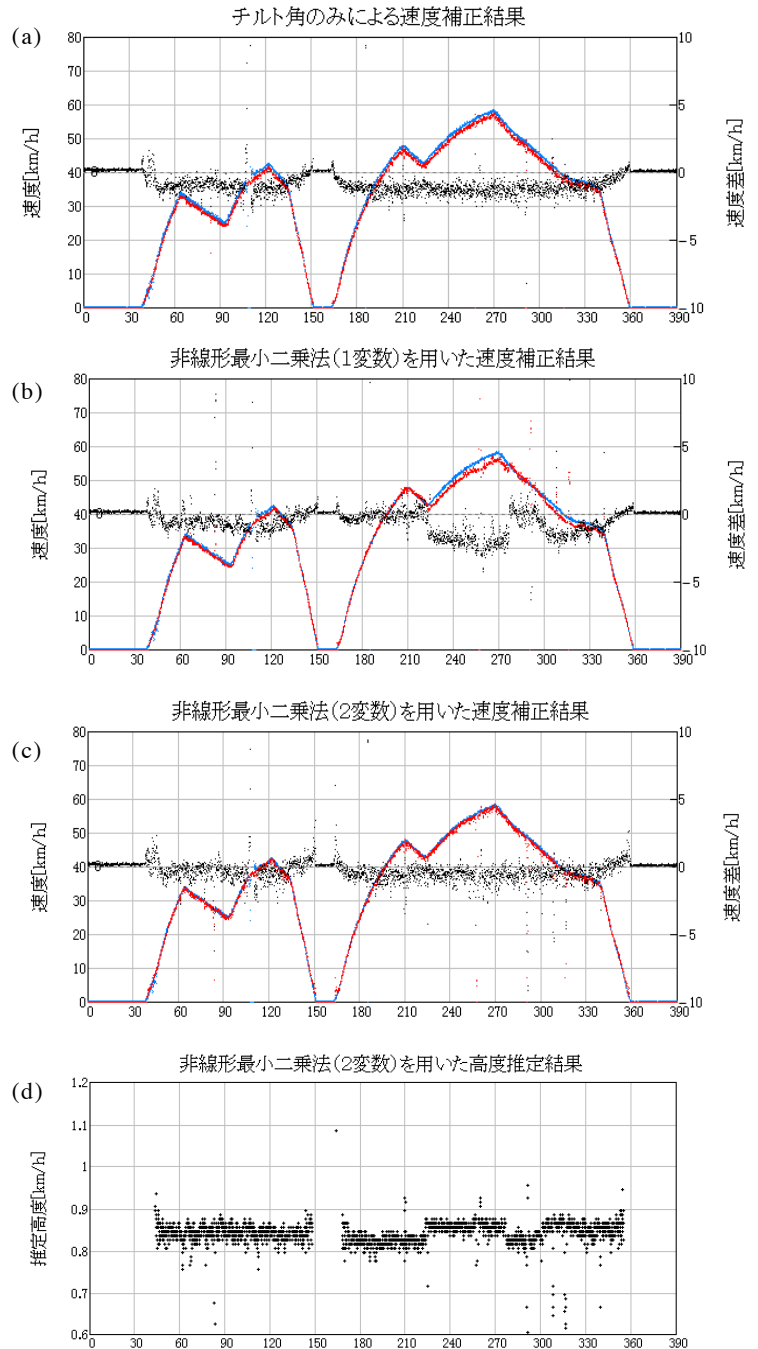 (a)
チルト角のみによる速度補正結果
80
70
60
50
40
30
20
10
0
速度[km/h]
0
10
5
0
-5
-10
速度差[km/h]
0 30 60 90 120 150 180 210 240 270 300 330 360 390
(b)
非線形最小二乗法(1変数)を用いた速度補正結果
80
70
60
50
40
30
20
10
0
速度[km/h]
0
10
5
0
-5
-10
速度差[km/h]
0 30 60 90 120 150 180 210 240 270 300 330 360 390
(c)
非線形最小二乗法(2変数)を用いた速度補正結果
80
70
60
50
40
30
20
10
0
速度[km/h]
0
10
5
0
-5
-10
速度差[km/h]
0 30 60 90 120 150 180 210 240 270 301 330 360 390
(d)
非線形最小二乗法(2変数)を用いた高度推定結果
1.2
1.1
1
0.9
0.8
0.7
0.6
推定高度[km/h]
0 30 60 90 120 150 180 210 240 270 300 330 360 390